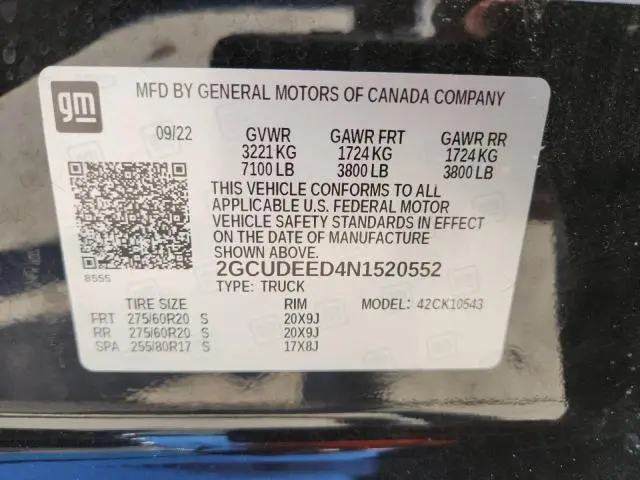 gm
MFD BY GENERAL MOTORS OF CANADA COMPANY
09/22 GVWR GAWR FRT GAWR RR
3221 KG 1724 KG 1724 KG
7100 LB 3800 LB 3800 LB
THIS VEHICLE CONFORMS TO ALL
APPLICABLE U.S. FEDERAL MOTOR
VEHICLE SAFETY STANDARDS IN EFFECT
ON THE DATE OF MANUFACTURE
SHOWN ABOVE.
8555
2GCUDEED4N1520552
TYPE: TRUCK
TIRE SIZE RIM MODEL: 42CK10543
FRT 275/60R20 S 20X9J
RR 275/60R20 S 20X9J
SPA 255/80R17 S 17X8J